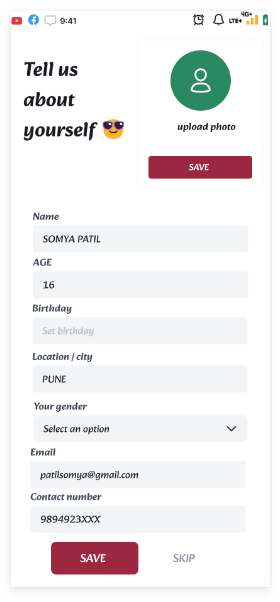 9:41
4G+
LTE+
Tell us
about
yourself 😎
upload photo
SAVE
Name
SOMYA PATIL
AGE
16
Birthday
Set birthday
Location / city
PUNE
Your gender
Select an option
Email
patilsomya@gmail.com
Contact number
9894923XXX
SAVE
SKIP